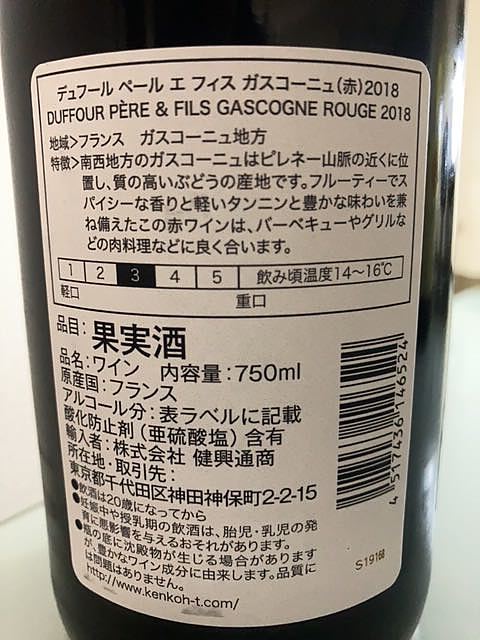 デュフール ペール エ フィス ガスコーニュ(赤)2018
DUFFOUR PÈRE & FILS GASCOGNE ROUGE 2018
地域>フランス　ガスコーニュ地方
特徴>南西地方のガスコーニュはピレネー山脈の近くに位
置し、質の高いぶどうの産地です。フルーティーでス
パイシーな香りと軽いタンニンと豊かな味わいを兼
ね備えたこの赤ワインは、バーベキューやグリルな
どの肉料理などに良く合います。
1 2 3 4 5 飲み頃温度14～16℃
軽口 重口
品目：果実酒
品名：ワイン　内容量：750ml
原産国：フランス
アルコール分：表ラベルに記載
酸化防止剤（亜硫酸塩）含有
輸入者：株式会社 健興通商
所在地・取引先：
東京都千代田区神田神保町2-2-15
●飲酒は20歳になってから
●妊娠中や授乳期の飲酒は、胎児・乳児の発
育に悪影響を与えるおそれがあります。
●瓶の底に沈殿物が生じる場合があります
が、豊かなワイン成分に由来します。品質に
は問題はありません。
http://www.kenkoh-t.com/
4 517436 146524
S19168